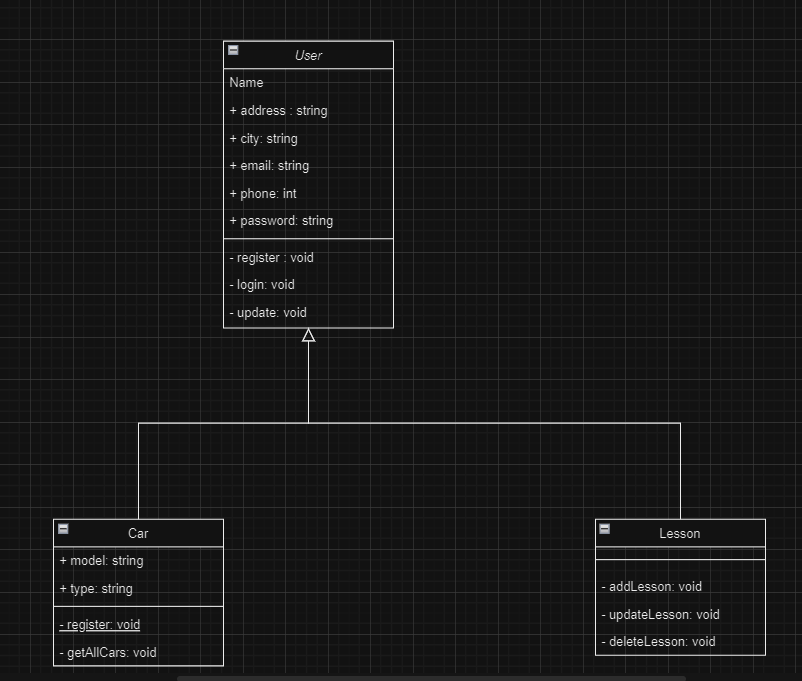 User
Name
+ address : string
+ city: string
+ email: string
+ phone: int
+ password: string
- register : void
- login: void
- update: void
Car
+ model: string
+ type: string
- register: void
- getAllCars: void
Lesson
- addLesson: void
- updateLesson: void
- deleteLesson: void